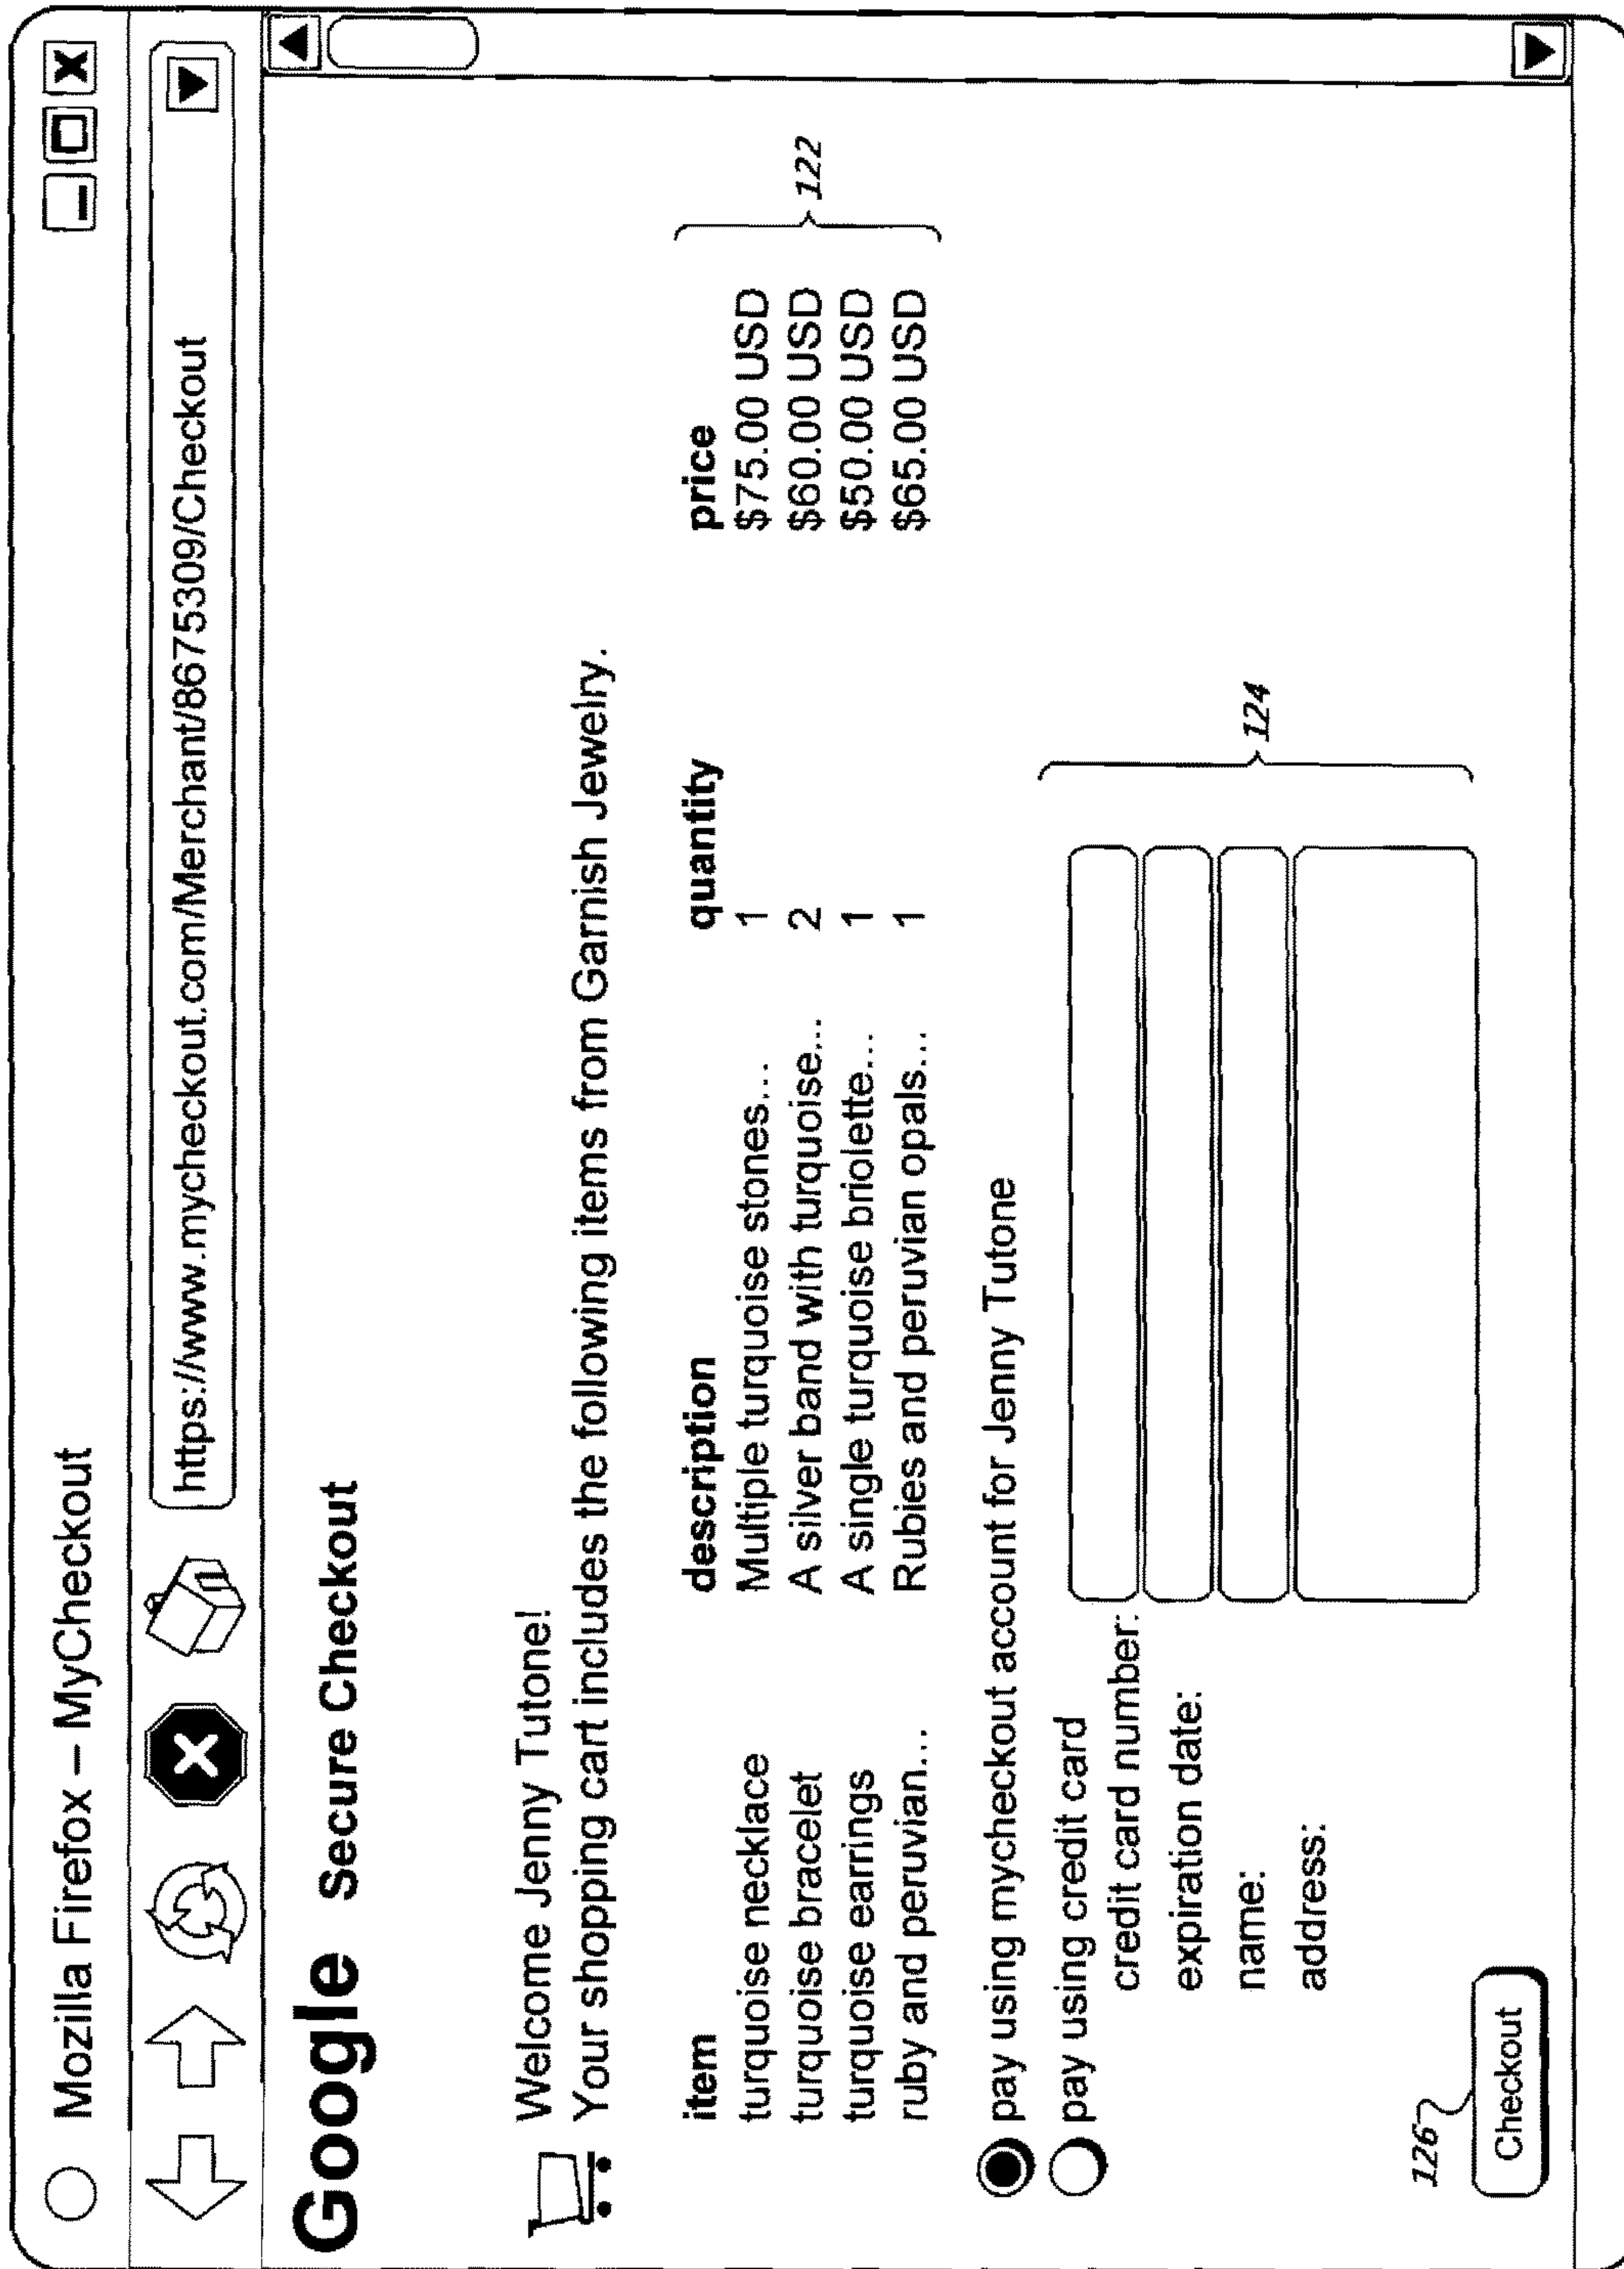 Mozilla Firefox – MyCheckout
https://www.mycheckout.com/Merchant/8675309/Checkout
Google Secure Checkout
Welcome Jenny Tutone!
Your shopping cart includes the following items from Garnish Jewelry.
item description quantity price
turquoise necklace Multiple turquoise stones... 1 $75.00 USD
turquoise bracelet A silver band with turquoise... 2 $60.00 USD
turquoise earrings A single turquoise briolette... 1 $50.00 USD
ruby and peruvian... Rubies and peruvian opals... 1 $65.00 USD
122
pay using mycheckout account for Jenny Tutone
pay using credit card
credit card number:
expiration date:
name:
address:
124
126
Checkout